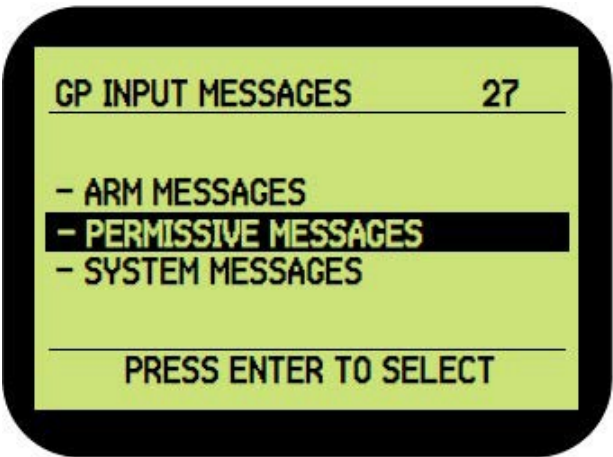 GP INPUT MESSAGES 27
- ARM MESSAGES
- PERMISSIVE MESSAGES
- SYSTEM MESSAGES
PRESS ENTER TO SELECT